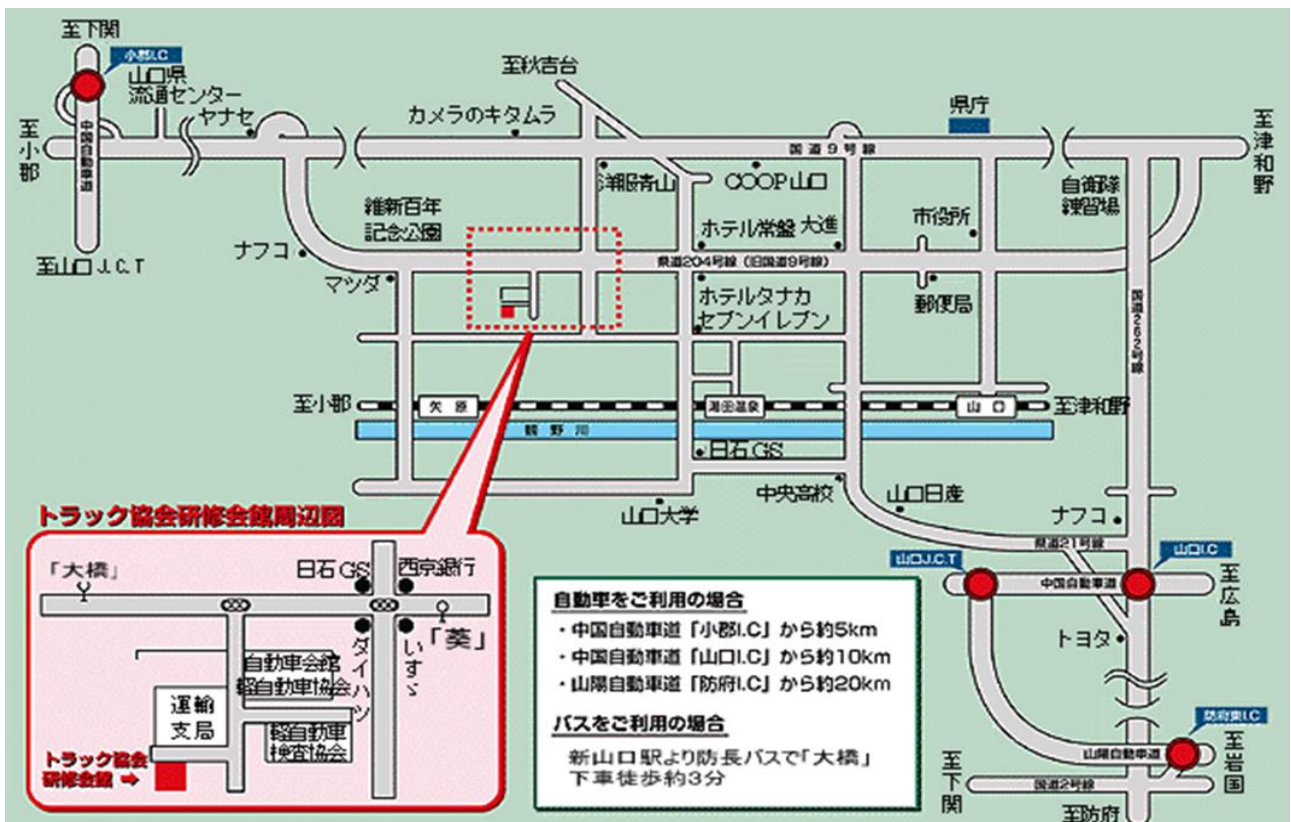 至下関
小郡I.C
山口県
流通センター
ヤナセ
至小郡
中国自動車道
至山口J.C.T
カメラのキタムラ
至秋吉台
県庁
国道9号線
至津和野
洋服青山
COOP山口
自衛隊
練習場
維新百年
記念公園
ナフコ
マツダ
ホテル常盤
大進
市役所
県道204号線（旧国道9号線）
ホテルタナカ
セブンイレブン
郵便局
国道262号線
至小郡
矢原
湯田温泉
山口
至津和野
椹野川
日石GS
中央高校
山口大学
山口日産
ナフコ
県道21号線
山口J.C.T
山口I.C
中国自動車道
至広島
トヨタ
防府東I.C
山陽自動車道
至岩国
至下関
国道2号線
至防府
トラック協会研修会館周辺図
「大橋」
日石GS
西京銀行
「葵」
ダイハツ
いすゞ
自動車会館
軽自動車協会
運輸
支局
軽自動車
検査協会
トラック協会
研修会館 ➡
自動車をご利用の場合
・中国自動車道「小郡I.C」から約5km
・中国自動車道「山口I.C」から約10km
・山陽自動車道「防府I.C」から約20km
バスをご利用の場合
新山口駅より防長バスで「大橋」
下車徒歩約3分